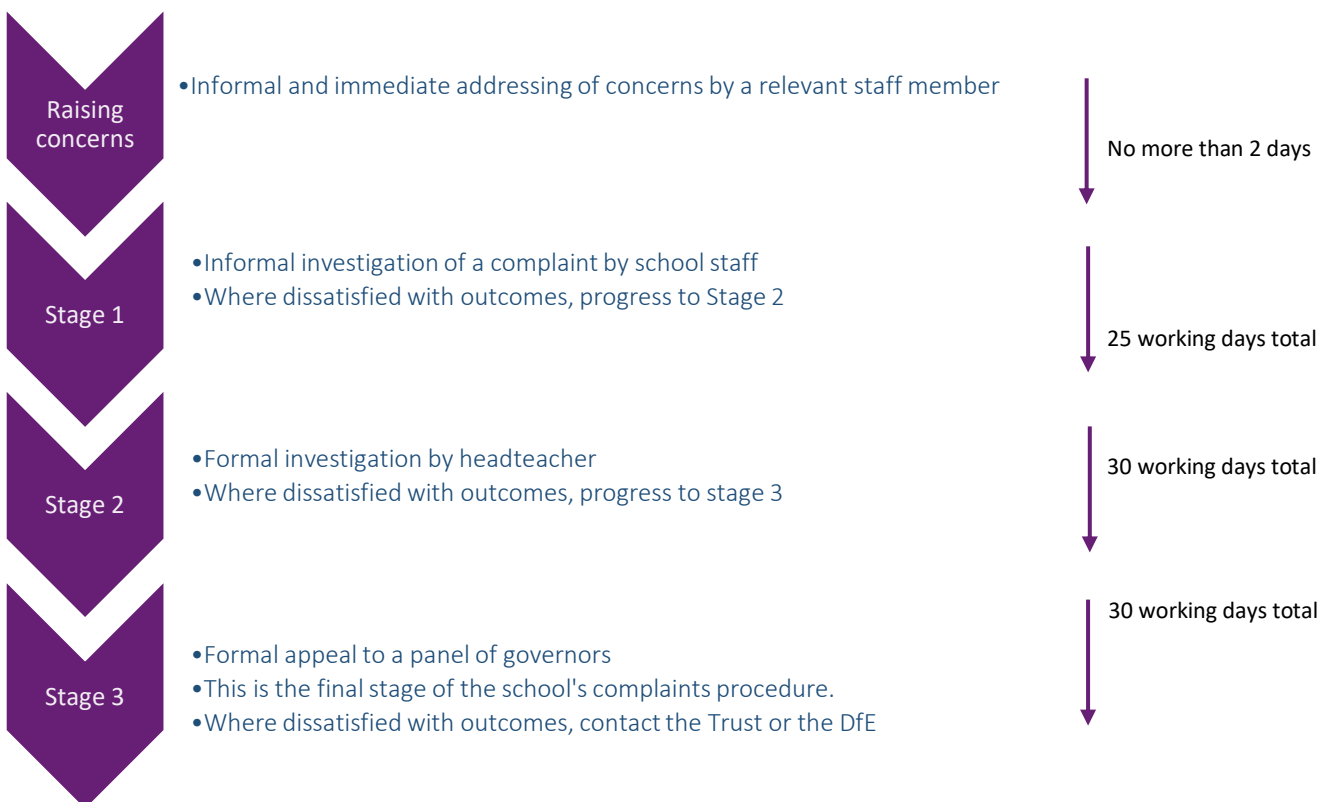 Raising
concerns
•Informal and immediate addressing of concerns by a relevant staff member
No more than 2 days
Stage 1
•Informal investigation of a complaint by school staff
•Where dissatisfied with outcomes, progress to Stage 2
25 working days total
Stage 2
•Formal investigation by headteacher
•Where dissatisfied with outcomes, progress to stage 3
30 working days total
Stage 3
•Formal appeal to a panel of governors
•This is the final stage of the school's complaints procedure.
•Where dissatisfied with outcomes, contact the Trust or the DfE
30 working days total